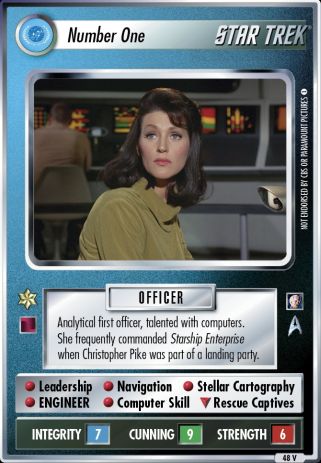 Number One
STAR TREK
NOT ENDORSED BY CBS OR PARAMOUNT PICTURES
OFFICER
Analytical first officer, talented with computers.
She frequently commanded Starship Enterprise
when Christopher Pike was part of a landing party.
Leadership Navigation Stellar Cartography
ENGINEER Computer Skill Rescue Captives
INTEGRITY 7 CUNNING 9 STRENGTH 6
48 V